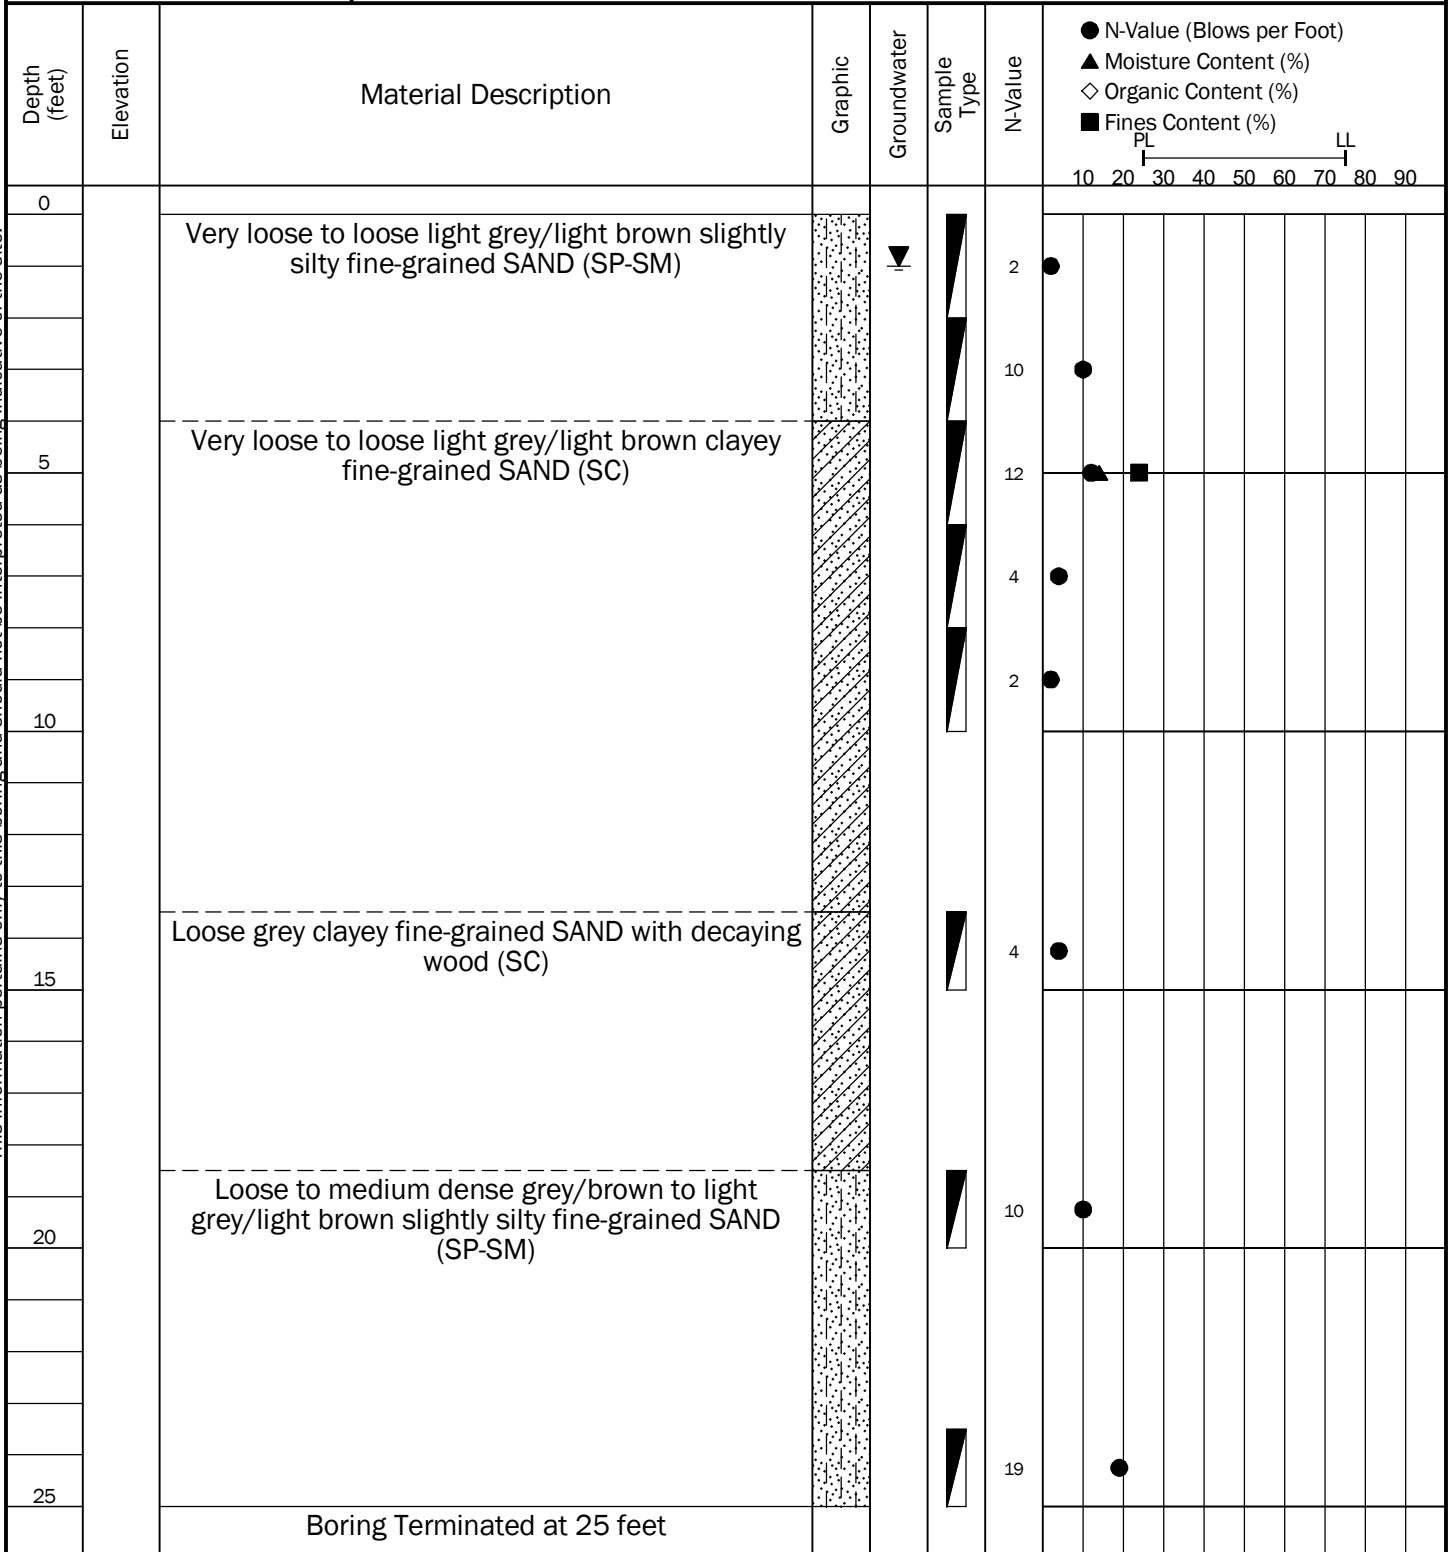 Depth
(feet)
Elevation
Material Description
Graphic
Groundwater
Sample
Type
N-Value
N-Value (Blows per Foot)
Moisture Content (%)
Organic Content (%)
Fines Content (%)
PL LL
10 20 30 40 50 60 70 80 90
0
Very loose to loose light grey/light brown slightly
silty fine-grained SAND (SP-SM)
2
10
Very loose to loose light grey/light brown clayey
5
fine-grained SAND (SC)
12
4
2
10
Loose grey clayey fine-grained SAND with decaying
wood (SC)
4
15
Loose to medium dense grey/brown to light
grey/light brown slightly silty fine-grained SAND
(SP-SM)
10
20
19
25
Boring Terminated at 25 feet